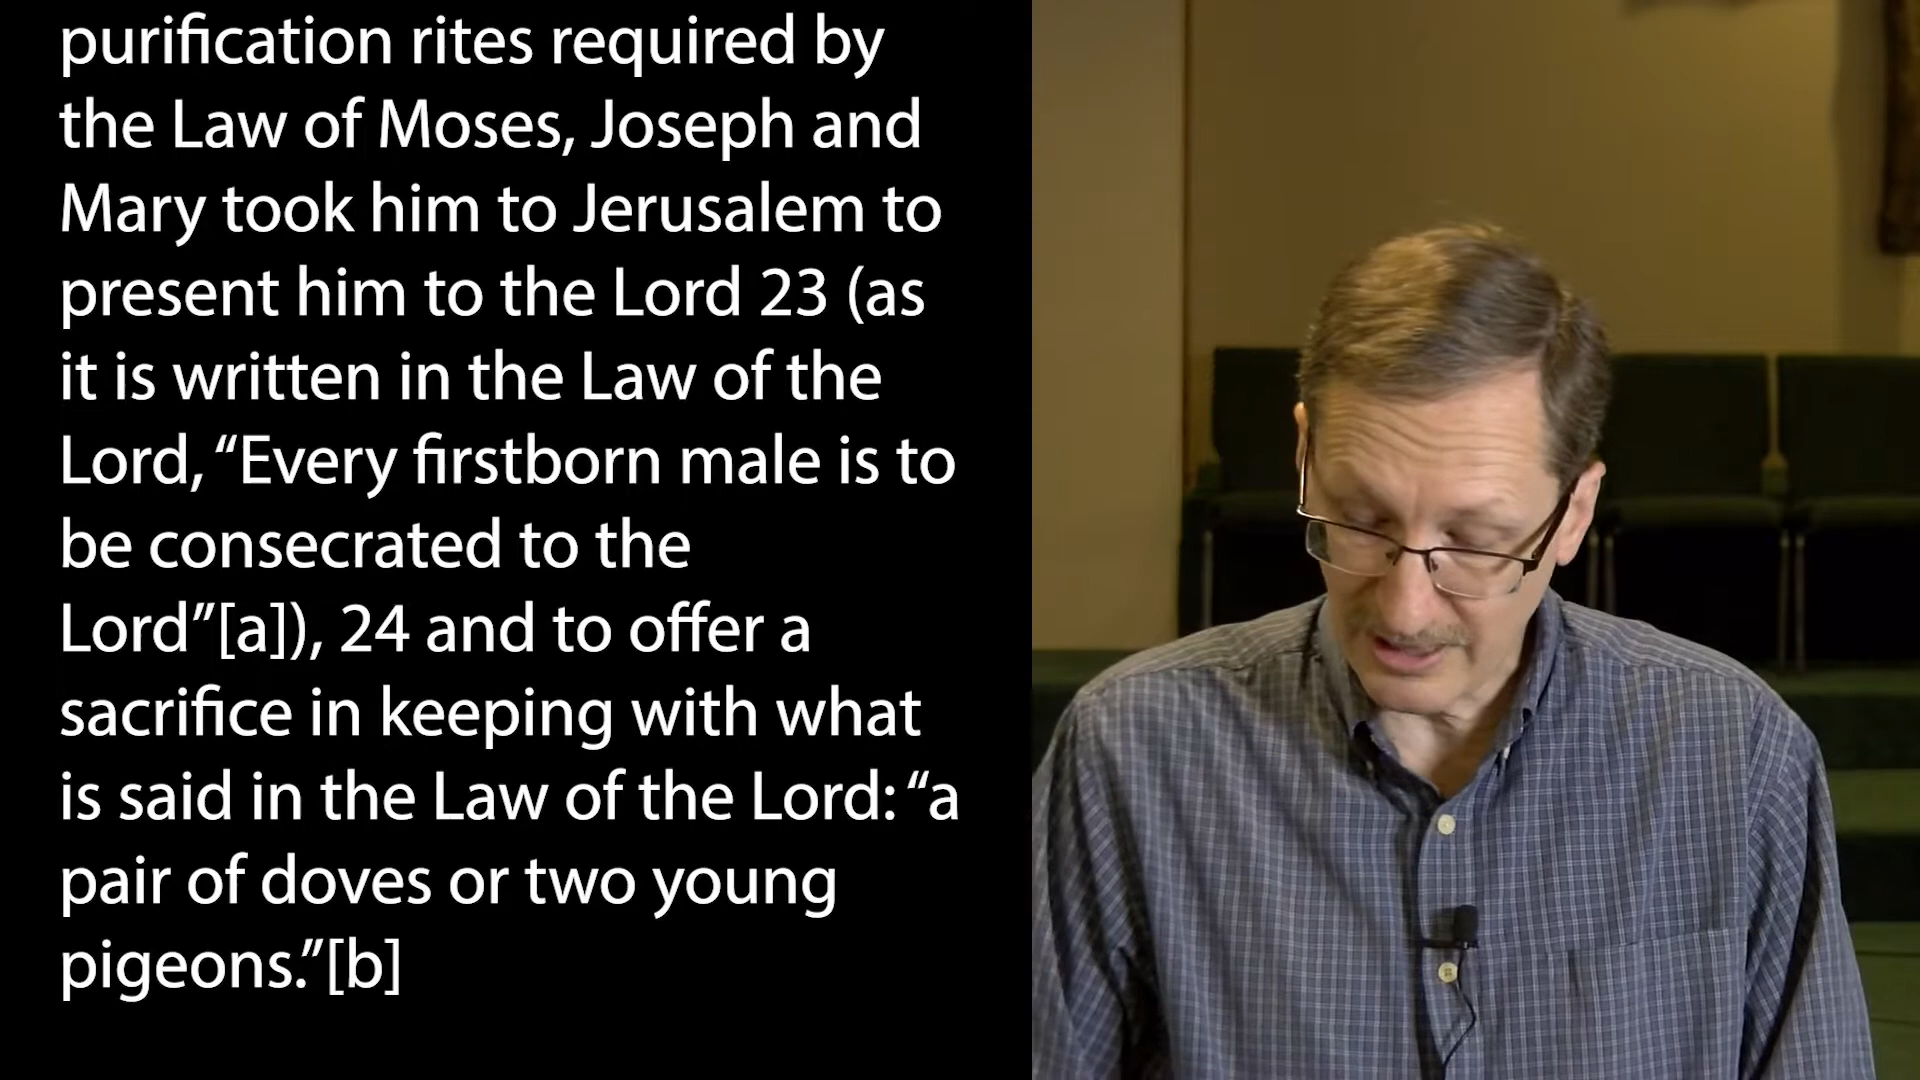 purification rites required by
the Law of Moses, Joseph and
Mary took him to Jerusalem to
present him to the Lord 23 (as
it is written in the Law of the
Lord, “Every firstborn male is to
be consecrated to the
Lord”[a]), 24 and to offer a
sacrifice in keeping with what
is said in the Law of the Lord: “a
pair of doves or two young
pigeons.”[b]